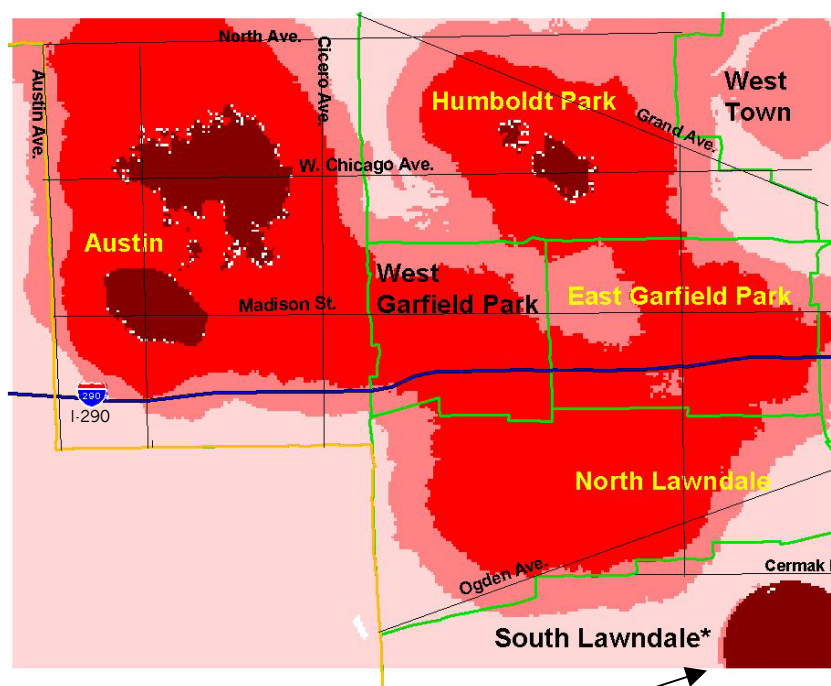 North Ave.
Cicero Ave.
Austin Ave.
Humboldt Park
West
Town
Grand Ave.
W. Chicago Ave.
Austin
West
Garfield Park
East Garfield Park
Madison St.
290
I-290
North Lawndale
Ogden Ave.
Cermak
South Lawndale*